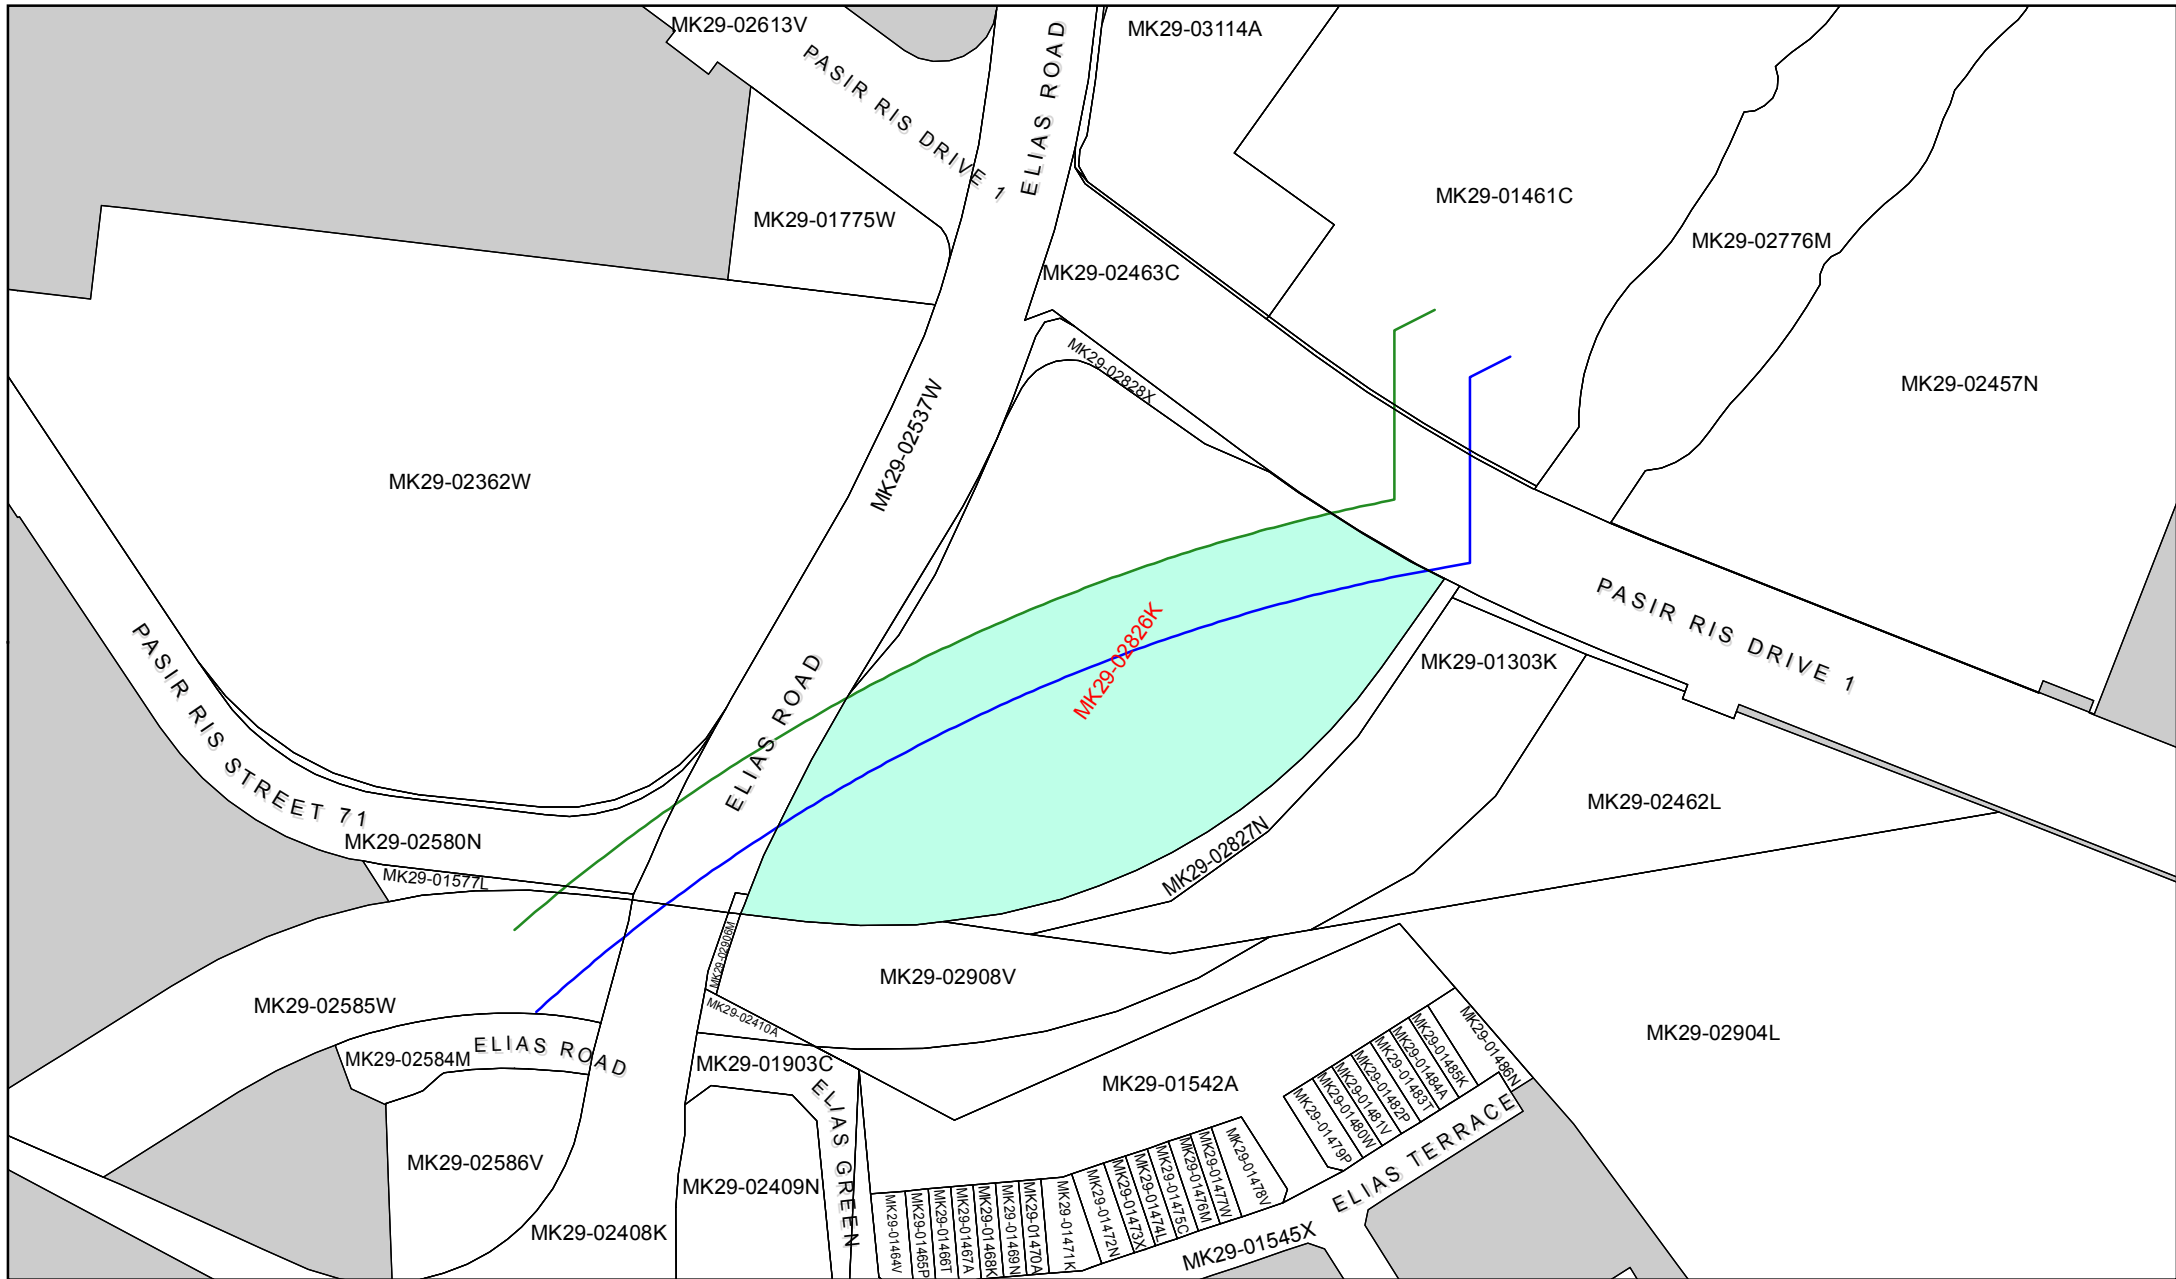 MK29-02613V
MK29-03114A
PASIR RIS DRIVE 1
ELIAS ROAD
MK29-01775W
MK29-01461C
MK29-02776M
MK29-02463C
MK29-02828X
MK29-02457N
MK29-02537W
MK29-02362W
PASIR RIS DRIVE 1
MK29-02826K
MK29-01303K
PASIR RIS STREET 71
ELIAS ROAD
MK29-02462L
MK29-02580N
MK29-02827N
MK29-01577L
MK29-02906M
MK29-02908V
MK29-02585W
MK29-02410A
MK29-02904L
ELIAS ROAD
MK29-02584M
MK29-01903C
MK29-01542A
ELIAS GREEN
MK29-01486N
MK29-01485K
MK29-01484A
MK29-01483T
MK29-01482P
MK29-01481V
MK29-01480W
MK29-01479P
ELIAS TERRACE
MK29-02586V
MK29-02409N
MK29-02408K
MK29-01464V
MK29-01465P
MK29-01466T
MK29-01467A
MK29-01468K
MK29-01469N
MK29-01470A
MK29-01471K
MK29-01472N
MK29-01473X
MK29-01474L
MK29-01475C
MK29-01476M
MK29-01477W
MK29-01478V
MK29-01545X